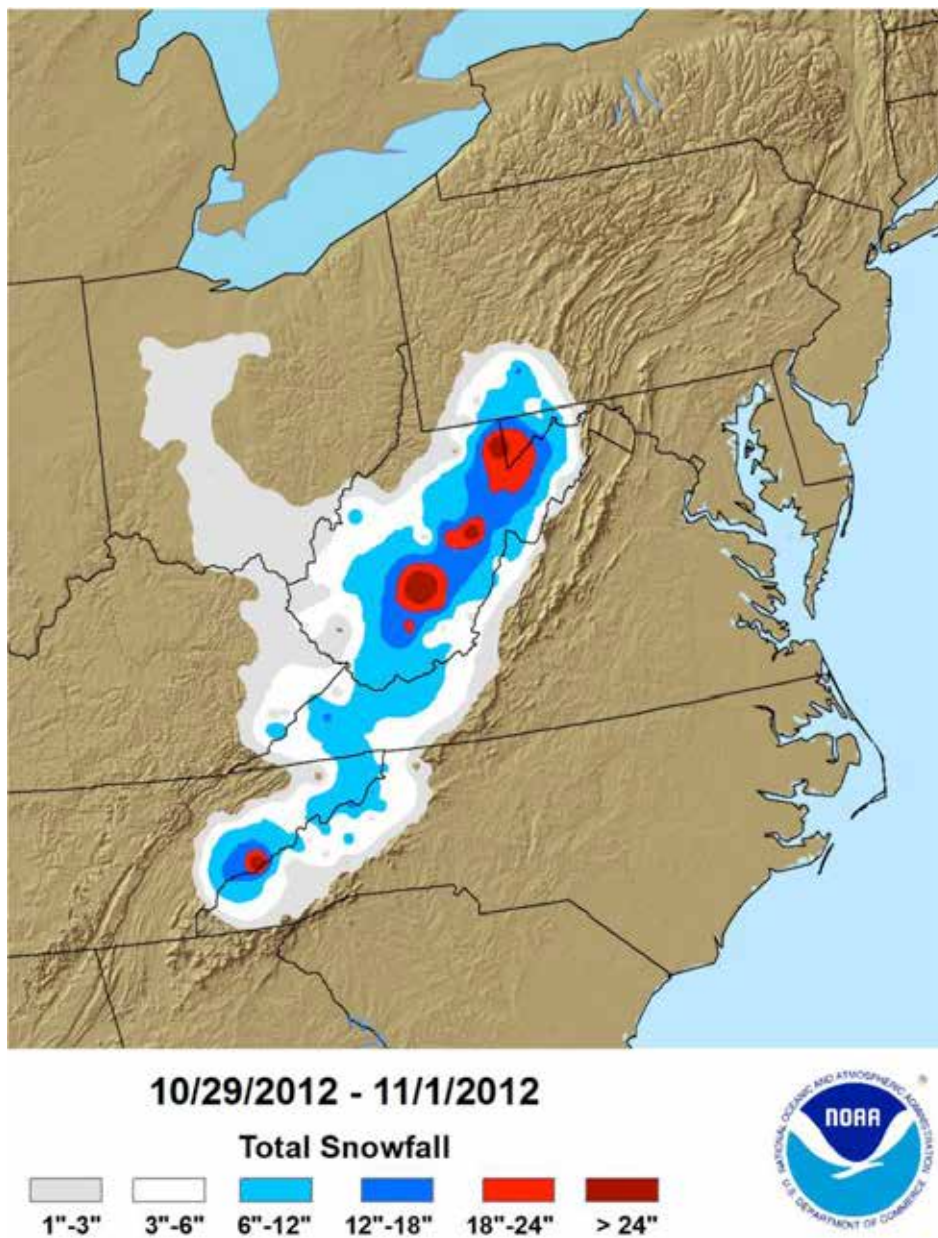 10/29/2012 - 11/1/2012
Total Snowfall
1"-3" 3"-6" 6"-12" 12"-18" 18"-24" > 24"
NATIONAL OCEANIC AND ATMOSPHERIC ADMINISTRATION
NOAA
U.S. DEPARTMENT OF COMMERCE